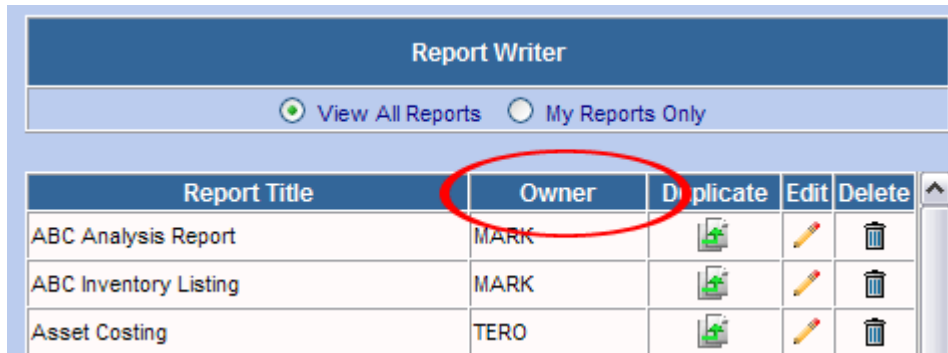 Report Writer
View All Reports My Reports Only
Report Title Owner Duplicate Edit Delete
ABC Analysis Report MARK
ABC Inventory Listing MARK
Asset Costing TERO